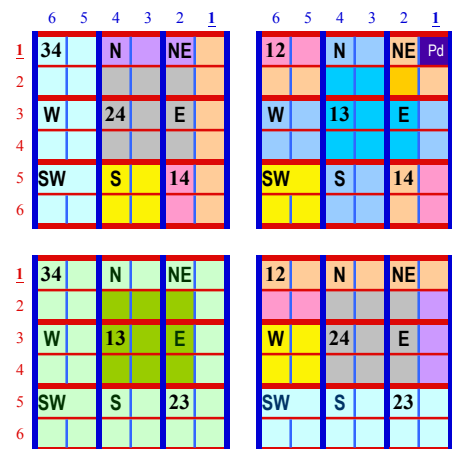 6 5 4 3 2 1 6 5 4 3 2 1
1 34 N NE 12 N NE Pd
2
3 W 24 E W 13 E
4
5 SW S 14 SW S 14
6
1 34 N NE 12 N NE
2
3 W 13 E W 24 E
4
5 SW S 23 SW S 23
6